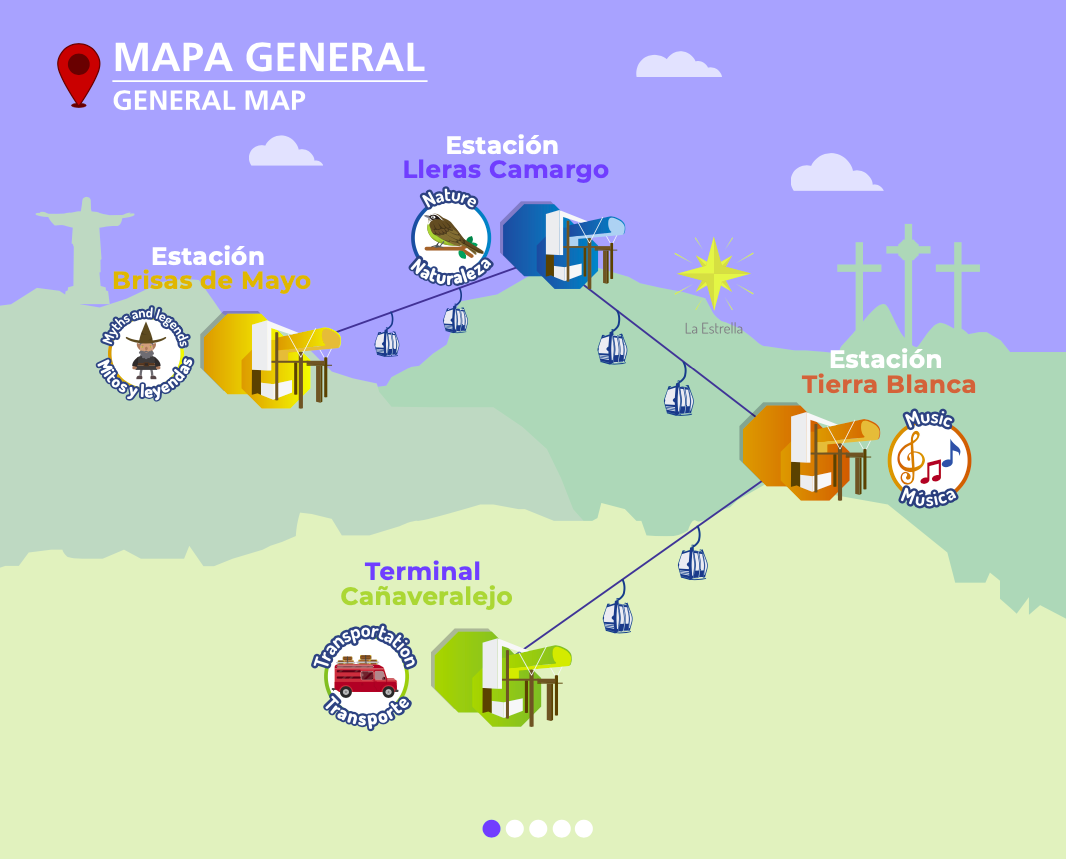 MAPA GENERAL
GENERAL MAP
Estación
Lleras Camargo
Nature
Naturaleza
Estación
Brisas de Mayo
Myths and legends
Mitos y leyendas
La Estrella
Estación
Tierra Blanca
Music
Música
Terminal
Cañaveralejo
Transportation
Transporte